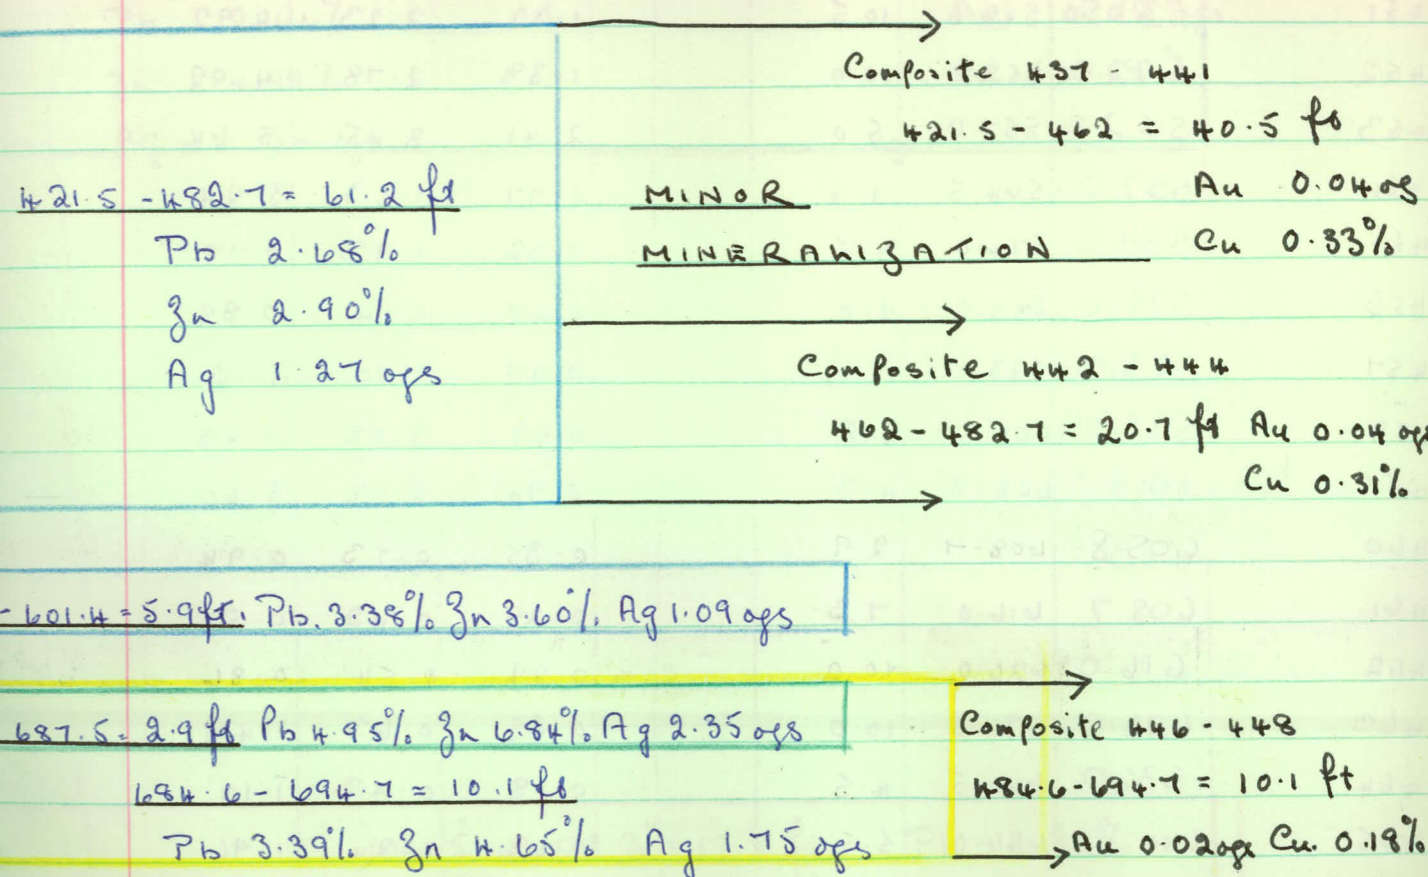 Composite 437 - 441
421.5 - 462 = 40.5 ft
Au 0.04 ozs
Cu 0.33%
421.5 - 482.7 = 61.2 ft
Pb 2.68%
Zn 2.90%
Ag 1.27 ozs
MINOR
MINERALIZATION
Composite 442 - 444
462 - 482.7 = 20.7 ft Au 0.04 ozs
Cu 0.31%
- 601.4 = 5.9 ft. Pb. 3.38% Zn 3.60% Ag 1.09 ozs
687.5 = 2.9 ft Pb 4.95% Zn 6.84% Ag 2.35 ozs
684.6 - 694.7 = 10.1 ft
Pb 3.39% Zn 4.65% Ag 1.75 ozs
Composite 446 - 448
484.6 - 694.7 = 10.1 ft
Au 0.02 ozs Cu. 0.18%